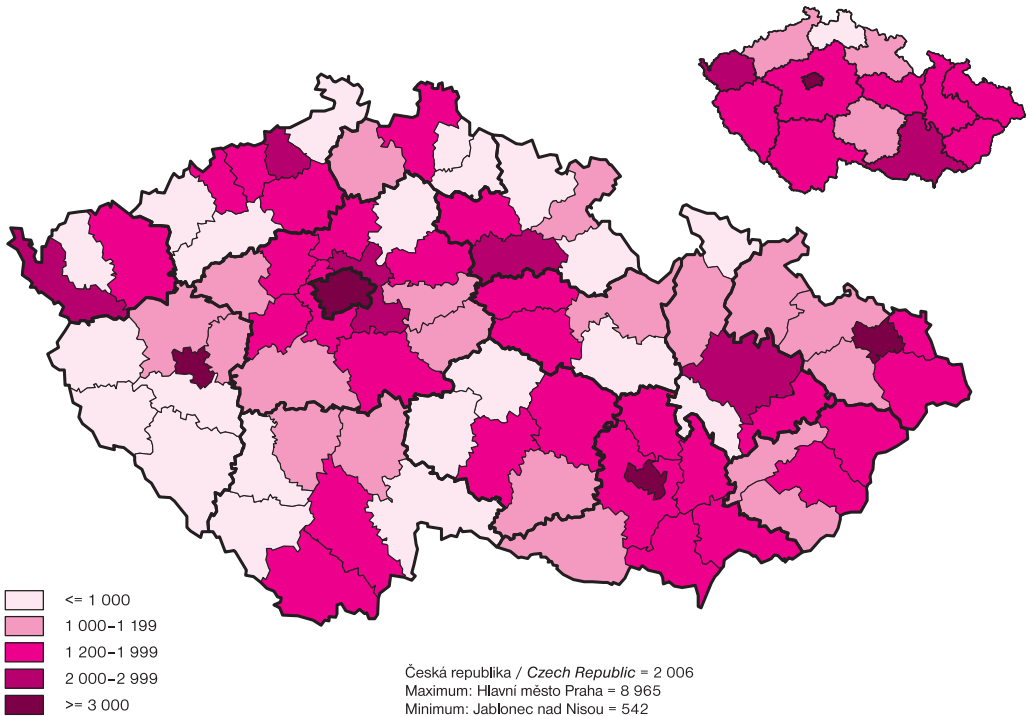 <= 1 000
1 000–1 199
1 200–1 999
2 000–2 999
>= 3 000
Česká republika / Czech Republic = 2 006
Maximum: Hlavní město Praha = 8 965
Minimum: Jablonec nad Nisou = 542